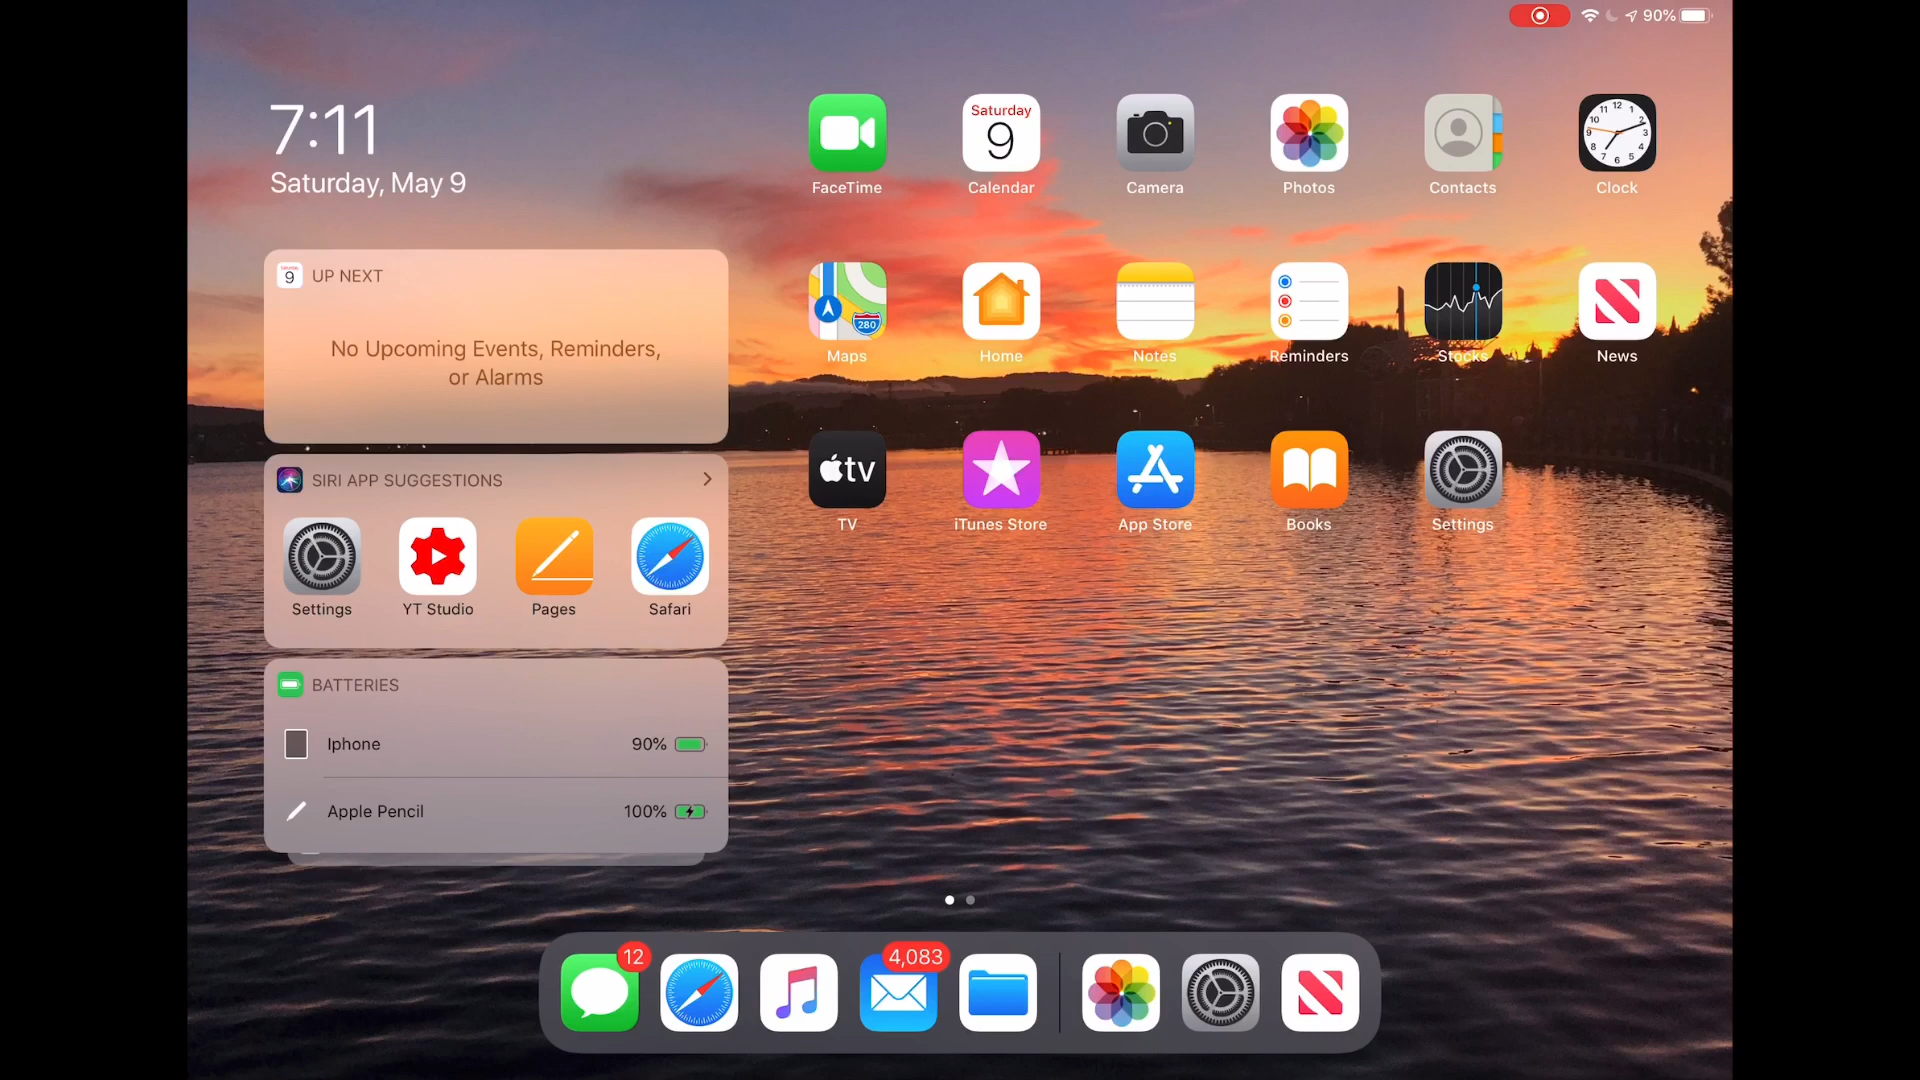 90%
7:11
Saturday, May 9
Saturday
9
FaceTime
Calendar
Camera
Photos
Contacts
Clock
9
UP NEXT
No Upcoming Events, Reminders,
or Alarms
280
Maps
Home
Notes
Reminders
Stocks
News
SIRI APP SUGGESTIONS
tv
TV
iTunes Store
App Store
Books
Settings
Settings
YT Studio
Pages
Safari
BATTERIES
Iphone
90%
Apple Pencil
100%
12
4,083